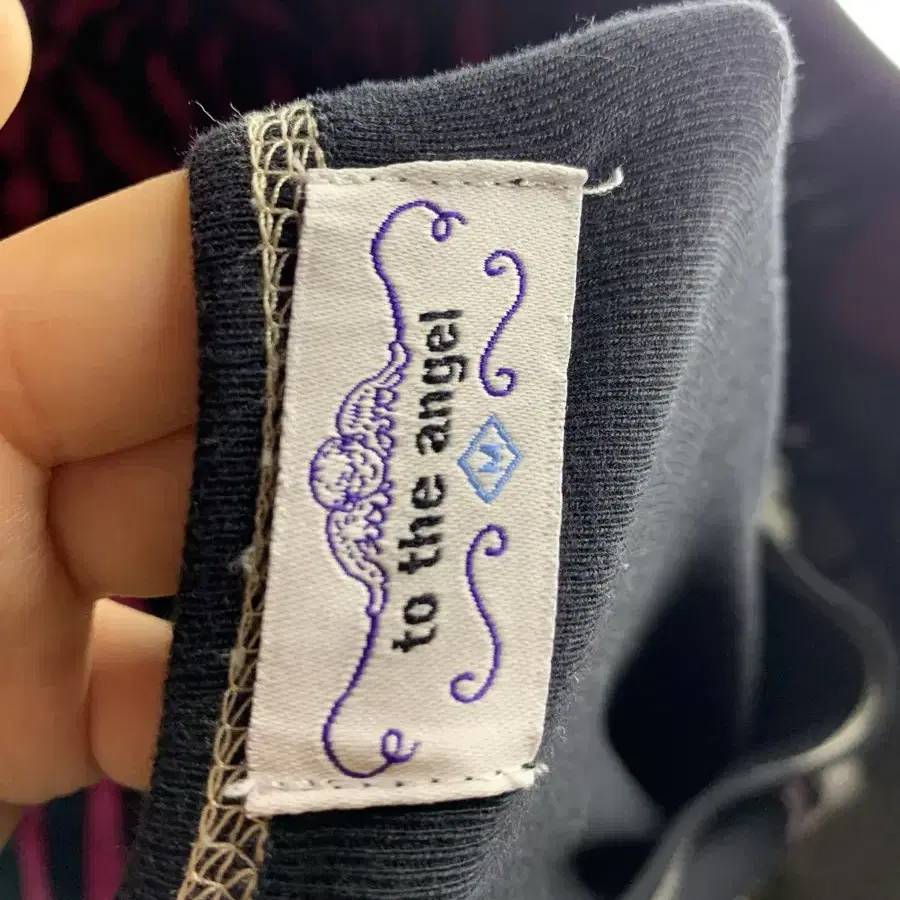 to the angel
M